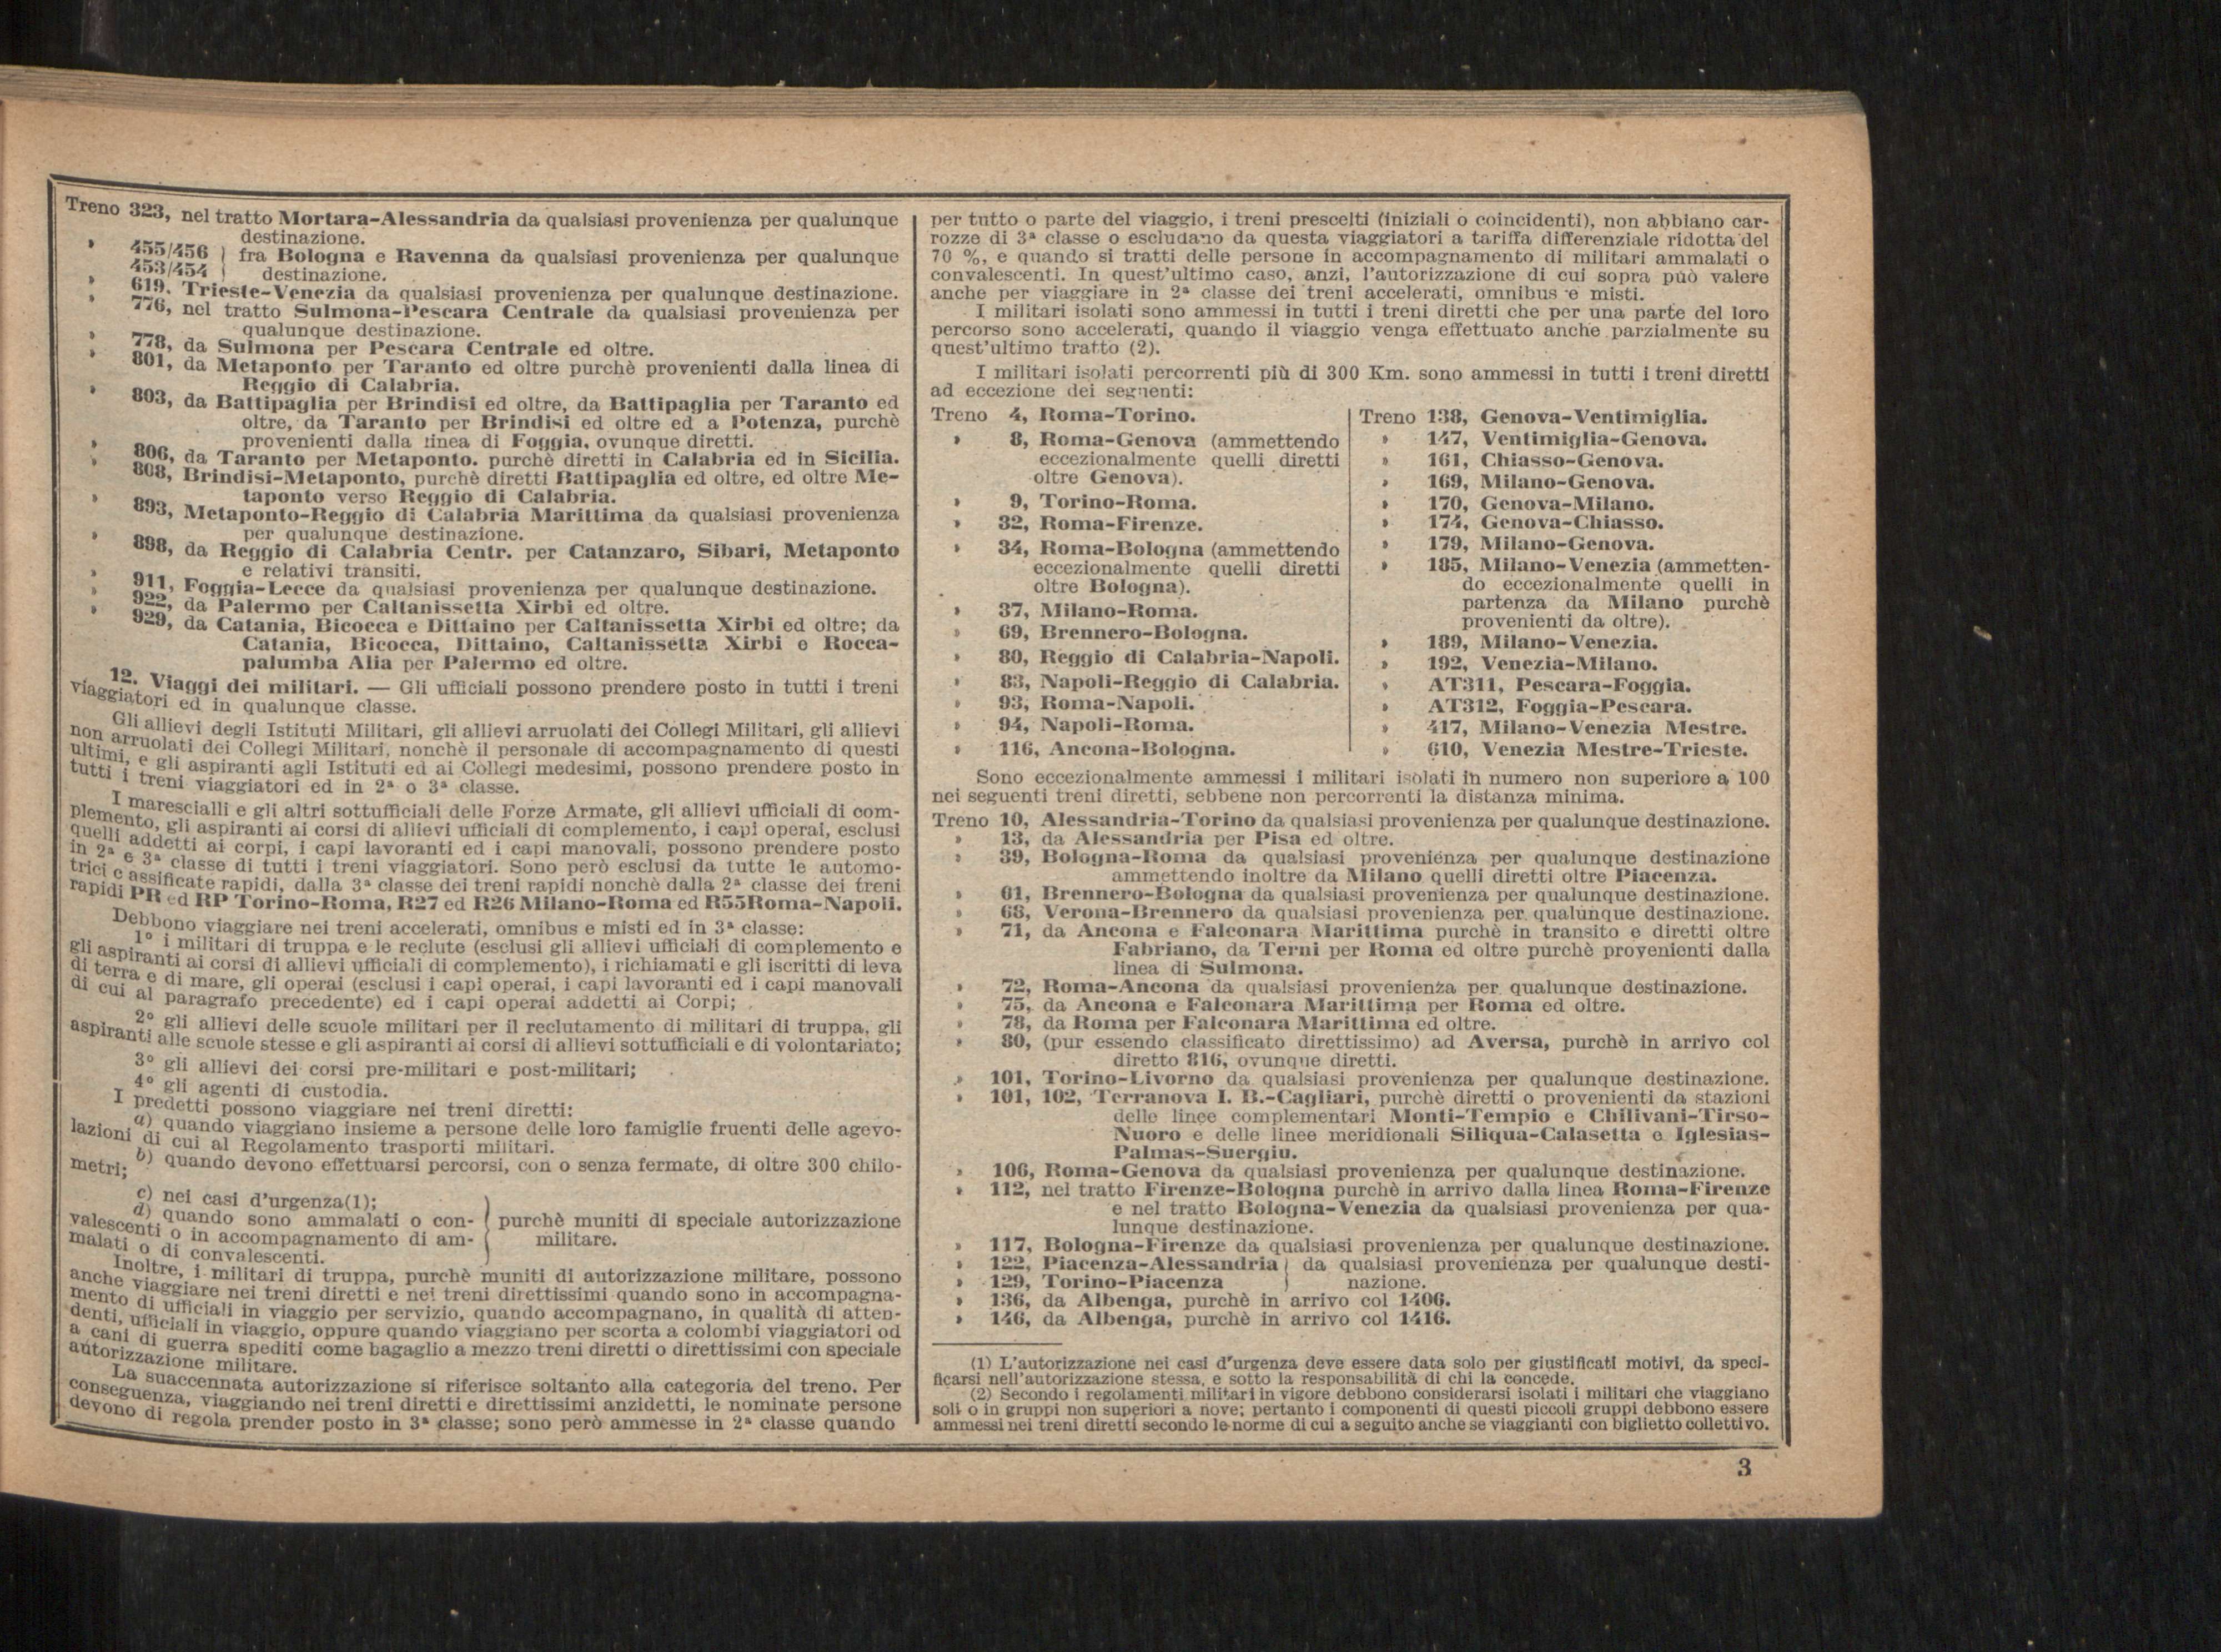 Treno 323, nel tratto Mortara-Alessandria da qualsiasi provenienza per qualunque
destinazione.
» 455/456 } fra Bologna e Ravenna da qualsiasi provenienza per qualunque
453/454 } destinazione.
» 619, Trieste-Venezia da qualsiasi provenienza per qualunque destinazione.
» 776, nel tratto Sulmona-Pescara Centrale da qualsiasi provenienza per
qualunque destinazione.
» 778, da Sulmona per Pescara Centrale ed oltre.
» 801, da Metaponto per Taranto ed oltre purchè provenienti dalla linea di
Reggio di Calabria.
» 803, da Battipaglia per Brindisi ed oltre, da Battipaglia per Taranto ed
oltre, da Taranto per Brindisi ed oltre ed a Potenza, purchè
provenienti dalla linea di Foggia, ovunque diretti.
» 806, da Taranto per Metaponto. purchè diretti in Calabria ed in Sicilia.
» 808, Brindisi-Metaponto, purchè diretti Battipaglia ed oltre, ed oltre Me-
taponto verso Reggio di Calabria.
» 893, Metaponto-Reggio di Calabria Marittima da qualsiasi provenienza
per qualunque destinazione.
» 898, da Reggio di Calabria Centr. per Catanzaro, Sibari, Metaponto
e relativi transiti.
» 911, Foggia-Lecce da qualsiasi provenienza per qualunque destinazione.
» 922, da Palermo per Caltanissetta Xirbi ed oltre.
» 929, da Catania, Bicocca e Dittaino per Caltanissetta Xirbi ed oltre; da
Catania, Bicocca, Dittaino, Caltanissetta Xirbi e Rocca-
palumba Alia per Palermo ed oltre.
12. Viaggi dei militari. — Gli ufficiali possono prendere posto in tutti i treni
viaggiatori ed in qualunque classe.
Gli allievi degli Istituti Militari, gli allievi arruolati dei Collegi Militari, gli allievi
non arruolati dei Collegi Militari, nonchè il personale di accompagnamento di questi
ultimi, e gli aspiranti agli Istituti ed ai Collegi medesimi, possono prendere posto in
tutti i treni viaggiatori ed in 2ª o 3ª classe.
I marescialli e gli altri sottufficiali delle Forze Armate, gli allievi ufficiali di com-
plemento, gli aspiranti ai corsi di allievi ufficiali di complemento, i capi operai, esclusi
quelli addetti ai corpi, i capi lavoranti ed i capi manovali, possono prendere posto
in 2ª e 3ª classe di tutti i treni viaggiatori. Sono però esclusi da tutte le automo-
trici c assificate rapidi, dalla 3ª classe dei treni rapidi nonchè dalla 2ª classe dei treni
rapidi PR ed RP Torino-Roma, R27 ed R26 Milano-Roma ed R55 Roma-Napoli.
Debbono viaggiare nei treni accelerati, omnibus e misti ed in 3ª classe:
1° i militari di truppa e le reclute (esclusi gli allievi ufficiali di complemento e
gli aspiranti ai corsi di allievi ufficiali di complemento), i richiamati e gli iscritti di leva
di terra e di mare, gli operai (esclusi i capi operai, i capi lavoranti ed i capi manovali
di cui al paragrafo precedente) ed i capi operai addetti ai Corpi;
2° gli allievi delle scuole militari per il reclutamento di militari di truppa, gli
aspiranti alle scuole stesse e gli aspiranti ai corsi di allievi sottufficiali e di volontariato;
3° gli allievi dei corsi pre-militari e post-militari;
4° gli agenti di custodia.
I predetti possono viaggiare nei treni diretti:
a) quando viaggiano insieme a persone delle loro famiglie fruenti delle agevo-
lazioni di cui al Regolamento trasporti militari.
b) quando devono effettuarsi percorsi, con o senza fermate, di oltre 300 chilo-
metri;
c) nei casi d'urgenza(1);
d) quando sono ammalati o con- } purchè muniti di speciale autorizzazione
valescenti o in accompagnamento di am- } militare.
malati o di convalescenti.
Inoltre, i militari di truppa, purchè muniti di autorizzazione militare, possono
anche viaggiare nei treni diretti e nei treni direttissimi quando sono in accompagna-
mento di ufficiali in viaggio per servizio, quando accompagnano, in qualità di atten-
denti, ufficiali in viaggio, oppure quando viaggiano per scorta a colombi viaggiatori od
a cani di guerra spediti come bagaglio a mezzo treni diretti o direttissimi con speciale
autorizzazione militare.
La suaccennata autorizzazione si riferisce soltanto alla categoria del treno. Per
conseguenza, viaggiando nei treni diretti e direttissimi anzidetti, le nominate persone
devono di regola prender posto in 3ª classe; sono però ammesse in 2ª classe quando
per tutto o parte del viaggio, i treni prescelti (iniziali o coincidenti), non abbiano car-
rozze di 3ª classe o escludano da questa viaggiatori a tariffa differenziale ridotta del
70 %, e quando si tratti delle persone in accompagnamento di militari ammalati o
convalescenti. In quest'ultimo caso, anzi, l'autorizzazione di cui sopra può valere
anche per viaggiare in 2ª classe dei treni accelerati, omnibus e misti.
I militari isolati sono ammessi in tutti i treni diretti che per una parte del loro
percorso sono accelerati, quando il viaggio venga effettuato anche parzialmente su
quest'ultimo tratto (2).
I militari isolati percorrenti più di 300 Km. sono ammessi in tutti i treni diretti
ad eccezione dei seguenti:
Treno 4, Roma-Torino.
» 8, Roma-Genova (ammettendo
eccezionalmente quelli diretti
oltre Genova).
» 9, Torino-Roma.
» 32, Roma-Firenze.
» 34, Roma-Bologna (ammettendo
eccezionalmente quelli diretti
oltre Bologna).
» 37, Milano-Roma.
» 69, Brennero-Bologna.
» 80, Reggio di Calabria-Napoli.
» 83, Napoli-Reggio di Calabria.
» 93, Roma-Napoli.
» 94, Napoli-Roma.
» 116, Ancona-Bologna.
Treno 138, Genova-Ventimiglia.
» 147, Ventimiglia-Genova.
» 161, Chiasso-Genova.
» 169, Milano-Genova.
» 170, Genova-Milano.
» 174, Genova-Chiasso.
» 179, Milano-Genova.
» 185, Milano-Venezia (ammetten-
do eccezionalmente quelli in
partenza da Milano purchè
provenienti da oltre).
» 189, Milano-Venezia.
» 192, Venezia-Milano.
» AT311, Pescara-Foggia.
» AT312, Foggia-Pescara.
» 417, Milano-Venezia Mestre.
» 610, Venezia Mestre-Trieste.
Sono eccezionalmente ammessi i militari isolati in numero non superiore a 100
nei seguenti treni diretti, sebbene non percorrenti la distanza minima.
Treno 10, Alessandria-Torino da qualsiasi provenienza per qualunque destinazione.
» 13, da Alessandria per Pisa ed oltre.
» 39, Bologna-Roma da qualsiasi provenienza per qualunque destinazione
ammettendo inoltre da Milano quelli diretti oltre Piacenza.
» 61, Brennero-Bologna da qualsiasi provenienza per qualunque destinazione.
» 68, Verona-Brennero da qualsiasi provenienza per qualunque destinazione.
» 71, da Ancona e Falconara Marittima purchè in transito e diretti oltre
Fabriano, da Terni per Roma ed oltre purchè provenienti dalla
linea di Sulmona.
» 72, Roma-Ancona da qualsiasi provenienza per qualunque destinazione.
» 75, da Ancona e Falconara Marittima per Roma ed oltre.
» 78, da Roma per Falconara Marittima ed oltre.
» 80, (pur essendo classificato direttissimo) ad Aversa, purchè in arrivo col
diretto 816, ovunque diretti.
» 101, Torino-Livorno da qualsiasi provenienza per qualunque destinazione.
» 101, 102, Terranova I. B.-Cagliari, purchè diretti o provenienti da stazioni
delle linee complementari Monti-Tempio e Chilivani-Tirso-
Nuoro e delle linee meridionali Siliqua-Calasetta e Iglesias-
Palmas-Suergiu.
» 106, Roma-Genova da qualsiasi provenienza per qualunque destinazione.
» 112, nel tratto Firenze-Bologna purchè in arrivo dalla linea Roma-Firenze
e nel tratto Bologna-Venezia da qualsiasi provenienza per qua-
lunque destinazione.
» 117, Bologna-Firenze da qualsiasi provenienza per qualunque destinazione.
» 122, Piacenza-Alessandria } da qualsiasi provenienza per qualunque desti-
» 129, Torino-Piacenza } nazione.
» 136, da Albenga, purchè in arrivo col 1406.
» 146, da Albenga, purchè in arrivo col 1416.
(1) L'autorizzazione nei casi d'urgenza deve essere data solo per giustificati motivi, da speci-
ficarsi nell'autorizzazione stessa, e sotto la responsabilità di chi la concede.
(2) Secondo i regolamenti militari in vigore debbono considerarsi isolati i militari che viaggiano
soli o in gruppi non superiori a nove; pertanto i componenti di questi piccoli gruppi debbono essere
ammessi nei treni diretti secondo le norme di cui a seguito anche se viaggianti con biglietto collettivo.
3